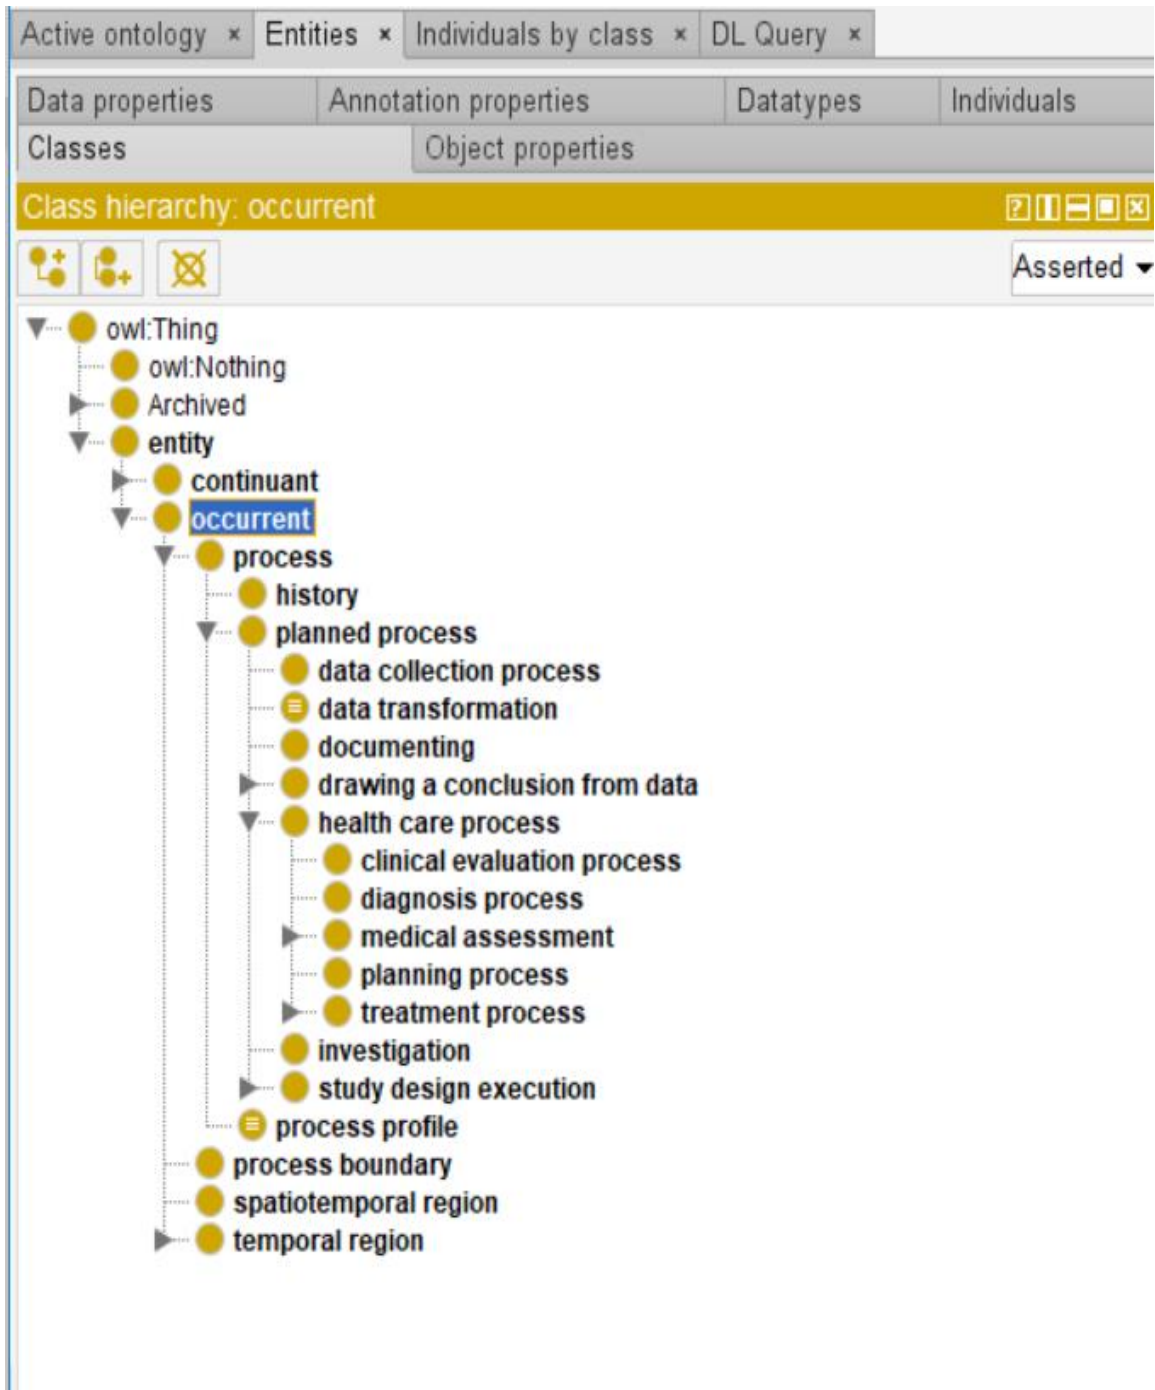 Active ontology × Entities × Individuals by class × DL Query ×
Data properties Annotation properties Datatypes Individuals
Classes Object properties
Class hierarchy: occurrent
Asserted
owl:Thing
owl:Nothing
Archived
entity
continuant
occurrent
process
history
planned process
data collection process
data transformation
documenting
drawing a conclusion from data
health care process
clinical evaluation process
diagnosis process
medical assessment
planning process
treatment process
investigation
study design execution
process profile
process boundary
spatiotemporal region
temporal region